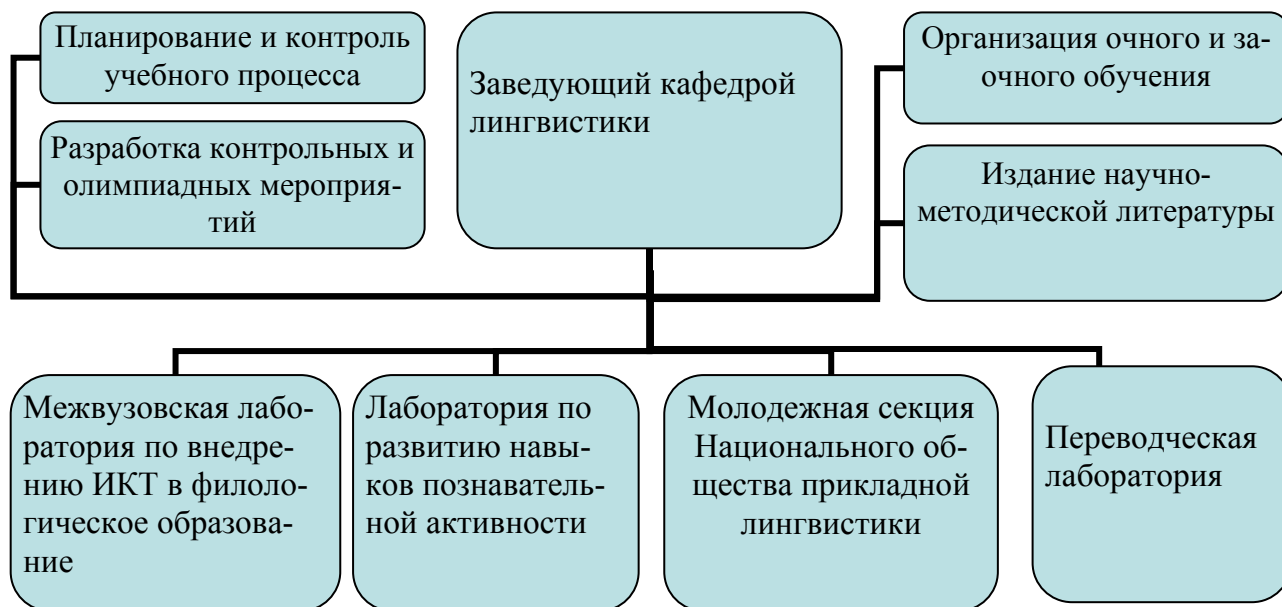 Планирование и контроль
учебного процесса
Разработка контрольных и
олимпиадных мероприя-
тий
Заведующий кафедрой
лингвистики
Организация очного и за-
очного обучения
Издание научно-
методической литературы
Межвузовская лабо-
ратория по внедре-
нию ИКТ в филоло-
гическое образова-
ние
Лаборатория по
развитию навы-
ков познаватель-
ной активности
Молодежная секция
Национального об-
щества прикладной
лингвистики
Переводческая
лаборатория